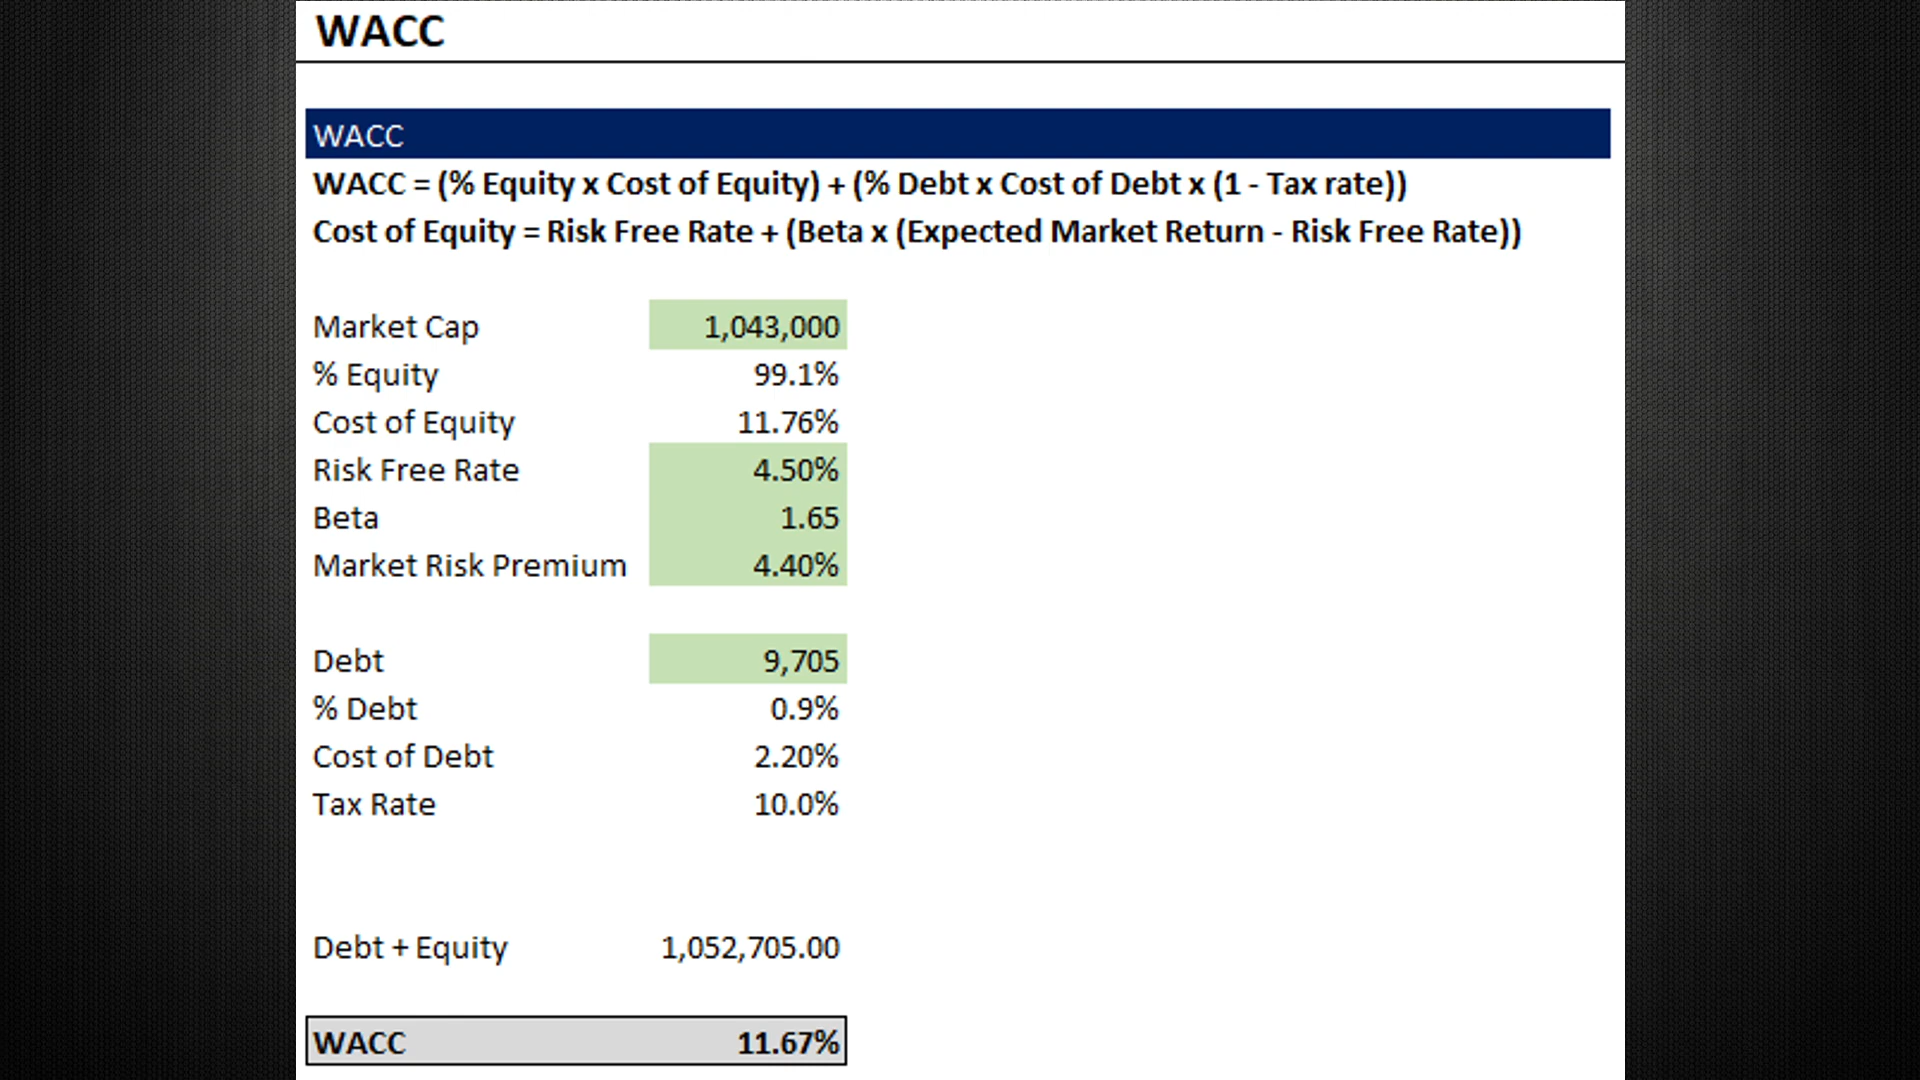 WACC
WACC
WACC = (% Equity x Cost of Equity) + (% Debt x Cost of Debt x (1 - Tax rate))
Cost of Equity = Risk Free Rate + (Beta x (Expected Market Return - Risk Free Rate))
Market Cap 1,043,000
% Equity 99.1%
Cost of Equity 11.76%
Risk Free Rate 4.50%
Beta 1.65
Market Risk Premium 4.40%
Debt 9,705
% Debt 0.9%
Cost of Debt 2.20%
Tax Rate 10.0%
Debt + Equity 1,052,705.00
WACC 11.67%